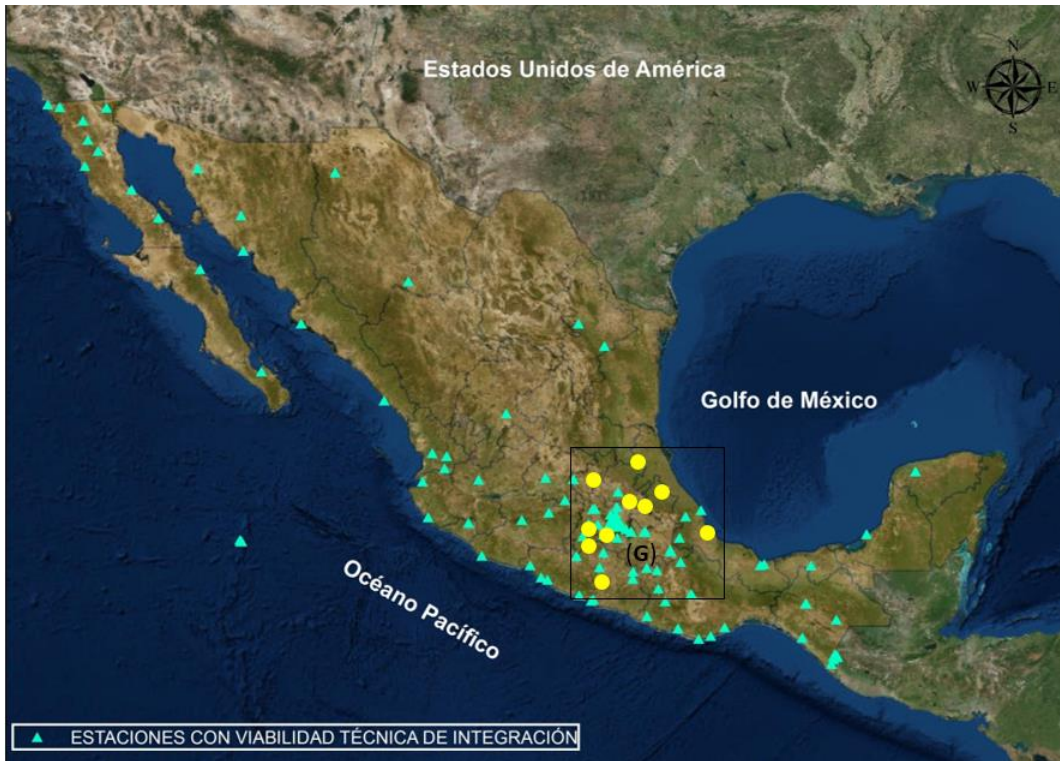 Estados Unidos de América
N
W E
S
Golfo de México
(G)
Océano Pacífico
ESTACIONES CON VIABILIDAD TÉCNICA DE INTEGRACIÓN